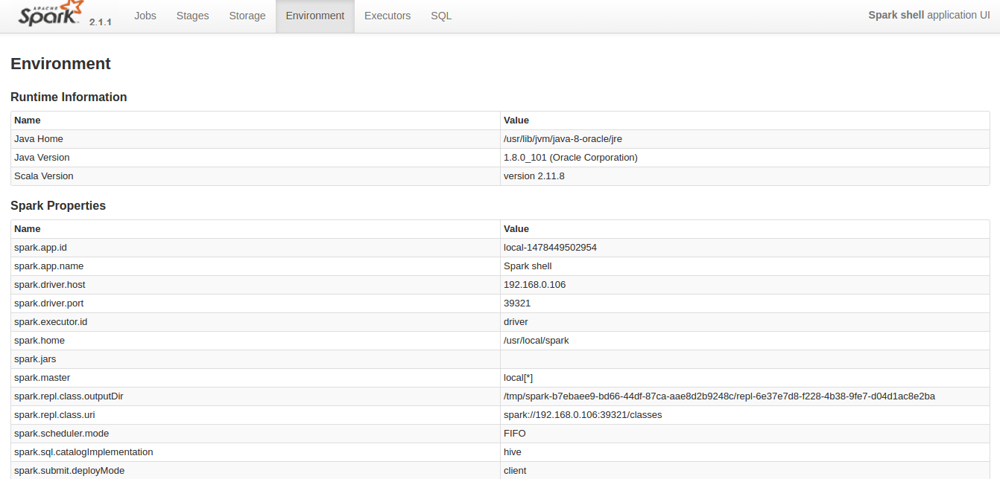 APACHE
Spark 2.1.1 Jobs Stages Storage Environment Executors SQL Spark shell application UI
Environment
Runtime Information
Name Value
Java Home /usr/lib/jvm/java-8-oracle/jre
Java Version 1.8.0_101 (Oracle Corporation)
Scala Version version 2.11.8
Spark Properties
Name Value
spark.app.id local-1478449502954
spark.app.name Spark shell
spark.driver.host 192.168.0.106
spark.driver.port 39321
spark.executor.id driver
spark.home /usr/local/spark
spark.jars
spark.master local[*]
spark.repl.class.outputDir /tmp/spark-b7ebaee9-bd66-44df-87ca-aae8d2b9248c/repl-6e37e7d8-f228-4b38-9fe7-d04d1ac8e2ba
spark.repl.class.uri spark://192.168.0.106:39321/classes
spark.scheduler.mode FIFO
spark.sql.catalogImplementation hive
spark.submit.deployMode client